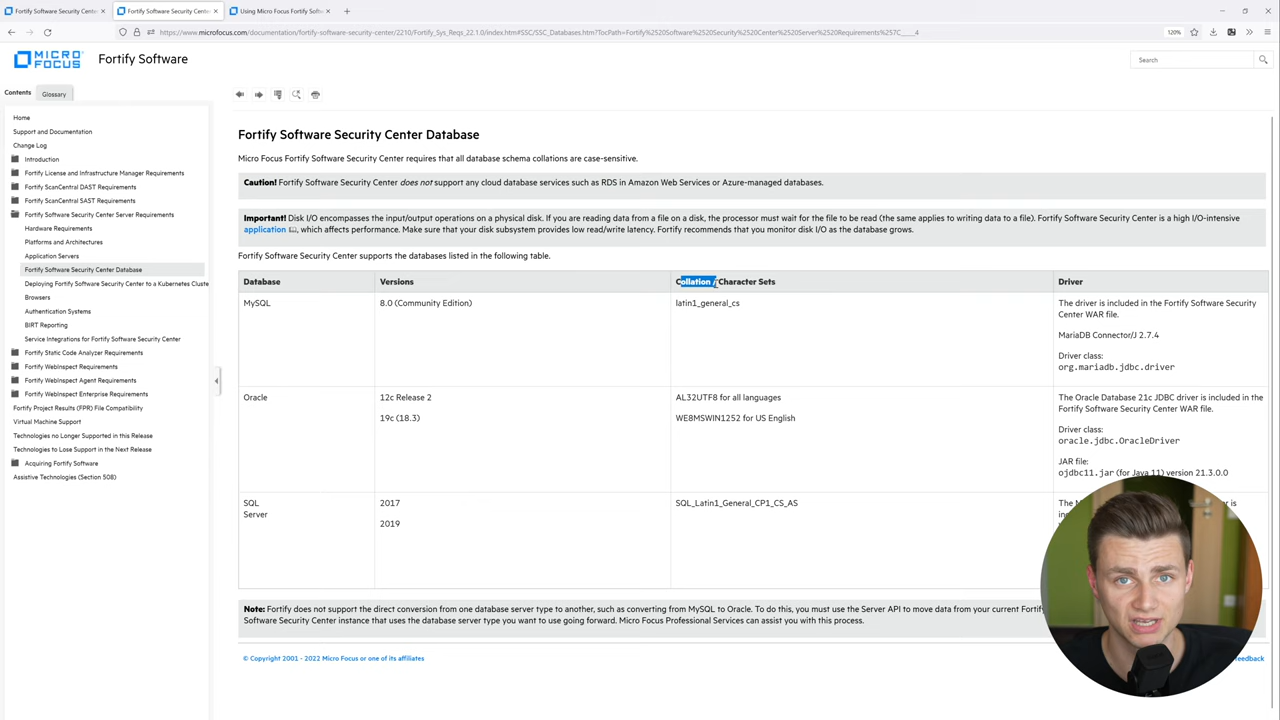 Fortify Software Security Cente
Fortify Software Security Cente
Using Micro Focus Fortify Softw
https://www.microfocus.com/documentation/fortify-software-security-center/2210/Fortify_Sys_Reqs_22.1.0/index.htm#SSC/SSC_Databases.htm?TocPath=Fortify%2520Software%2520Security%2520Center%2520Server%2520Requirements%257C____4
120%
MICRO
FOCUS
Fortify Software
Search
Contents
Glossary
Home
Support and Documentation
Change Log
Introduction
Fortify License and Infrastructure Manager Requirements
Fortify ScanCentral DAST Requirements
Fortify ScanCentral SAST Requirements
Fortify Software Security Center Server Requirements
Hardware Requirements
Platforms and Architectures
Application Servers
Fortify Software Security Center Database
Deploying Fortify Software Security Center to a Kubernetes Cluste
Browsers
Authentication Systems
BIRT Reporting
Service Integrations for Fortify Software Security Center
Fortify Static Code Analyzer Requirements
Fortify WebInspect Requirements
Fortify WebInspect Agent Requirements
Fortify WebInspect Enterprise Requirements
Fortify Project Results (FPR) File Compatibility
Virtual Machine Support
Technologies no Longer Supported in this Release
Technologies to Lose Support in the Next Release
Acquiring Fortify Software
Assistive Technologies (Section 508)
Fortify Software Security Center Database
Micro Focus Fortify Software Security Center requires that all database schema collations are case-sensitive.
Caution! Fortify Software Security Center does not support any cloud database services such as RDS in Amazon Web Services or Azure-managed databases.
Important! Disk I/O encompasses the input/output operations on a physical disk. If you are reading data from a file on a disk, the processor must wait for the file to be read (the same applies to writing data to a file). Fortify Software Security Center is a high I/O-intensive
application, which affects performance. Make sure that your disk subsystem provides low read/write latency. Fortify recommends that you monitor disk I/O as the database grows.
Fortify Software Security Center supports the databases listed in the following table.
Database
Versions
Collation / Character Sets
Driver
MySQL
8.0 (Community Edition)
latin1_general_cs
The driver is included in the Fortify Software Security
Center WAR file.
MariaDB Connector/J 2.7.4
Driver class:
org.mariadb.jdbc.driver
Oracle
12c Release 2
19c (18.3)
AL32UTF8 for all languages
WE8MSWIN1252 for US English
The Oracle Database 21c JDBC driver is included in the
Fortify Software Security Center WAR file.
Driver class:
oracle.jdbc.OracleDriver
JAR file:
ojdbc11.jar (for Java 11) version 21.3.0.0
SQL
Server
2017
2019
SQL_Latin1_General_CP1_CS_AS
Note: Fortify does not support the direct conversion from one database server type to another, such as converting from MySQL to Oracle. To do this, you must use the Server API to move data from your current Fortify
Software Security Center instance that uses the database server type you want to use going forward. Micro Focus Professional Services can assist you with this process.
© Copyright 2001 - 2022 Micro Focus or one of its affiliates
eedback